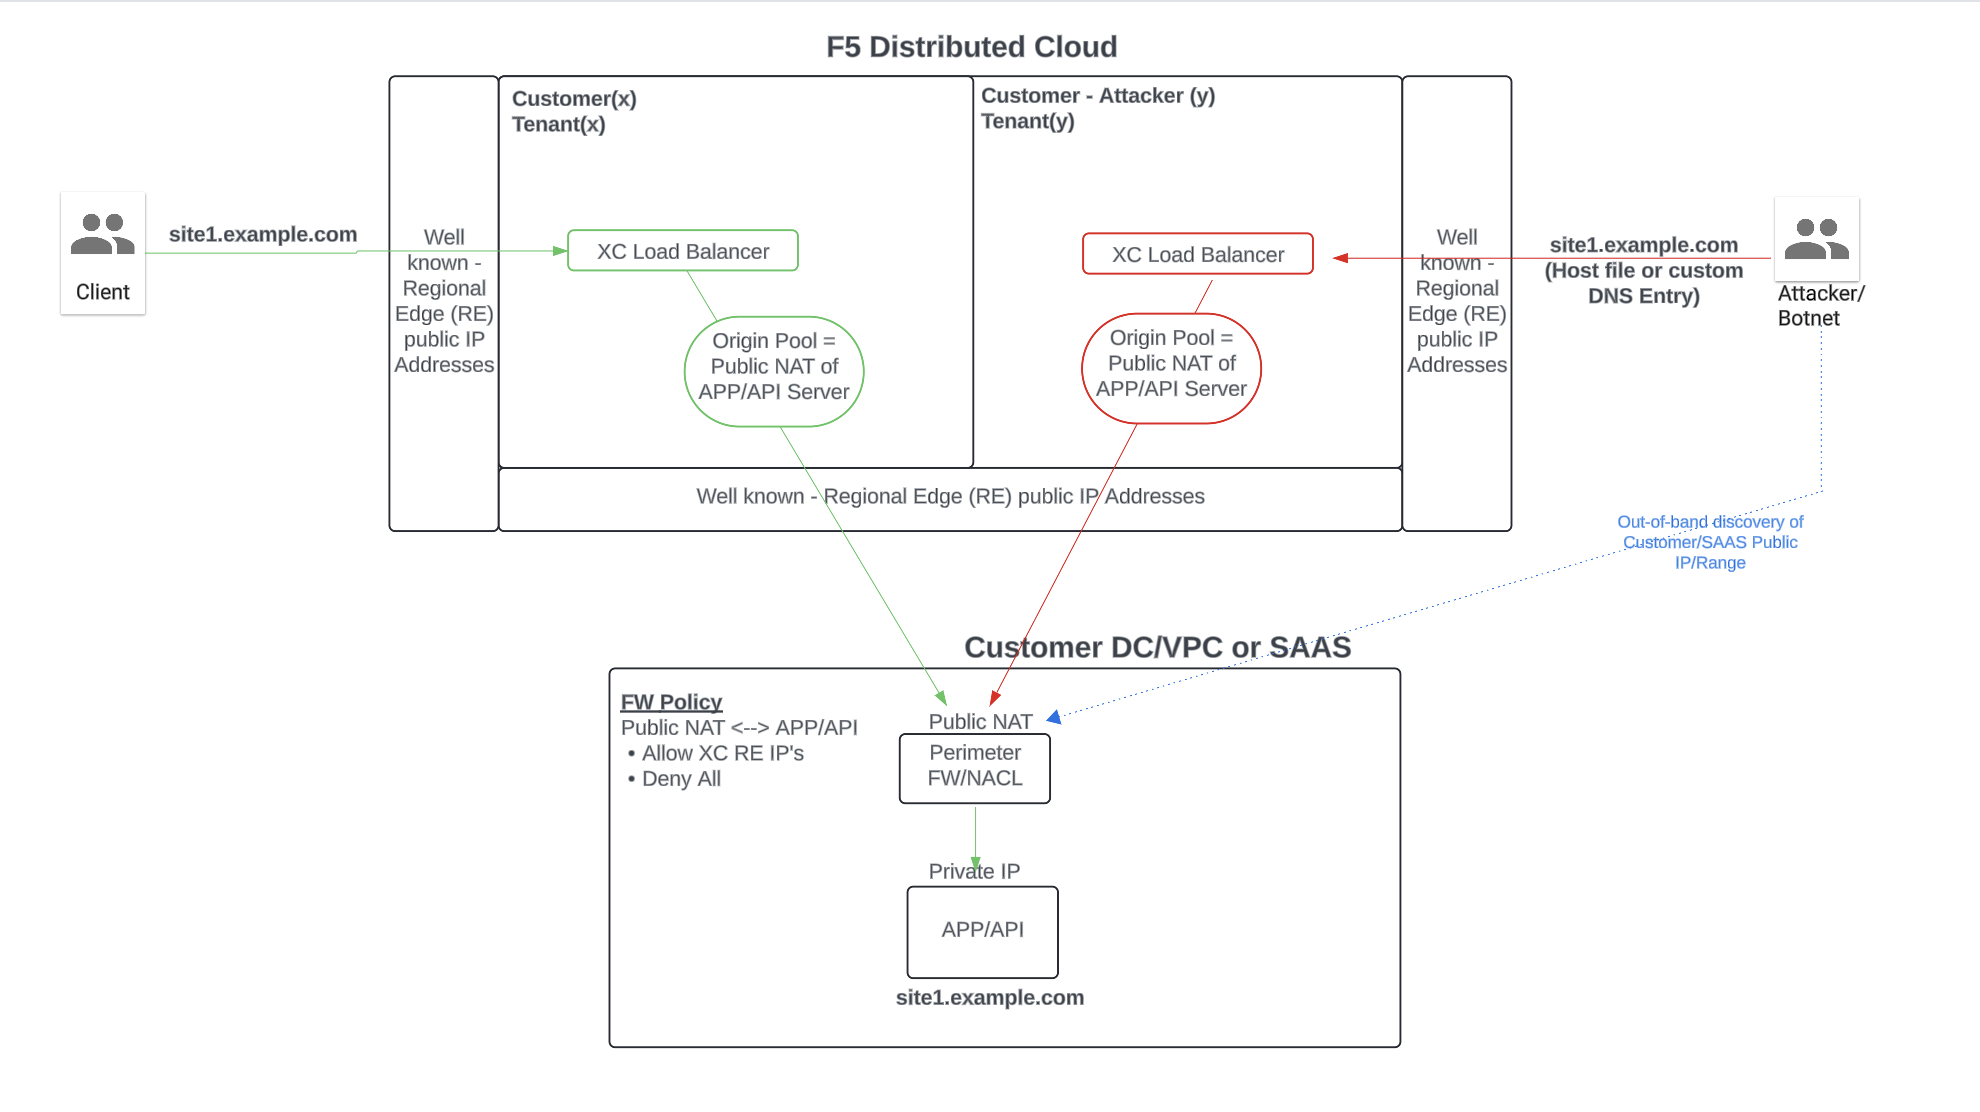 F5 Distributed Cloud
Customer(x)
Tenant(x)
Customer - Attacker (y)
Tenant(y)
Client
site1.example.com
Well
known -
Regional
Edge (RE)
public IP
Addresses
XC Load Balancer
Origin Pool =
Public NAT of
APP/API Server
XC Load Balancer
Origin Pool =
Public NAT of
APP/API Server
Well
known -
Regional
Edge (RE)
public IP
Addresses
site1.example.com
(Host file or custom
DNS Entry)
Attacker/
Botnet
Well known - Regional Edge (RE) public IP Addresses
Out-of-band discovery of
Customer/SAAS Public
IP/Range
Customer DC/VPC or SAAS
FW Policy
Public NAT <--> APP/API
• Allow XC RE IP's
• Deny All
Public NAT
Perimeter
FW/NACL
Private IP
APP/API
site1.example.com